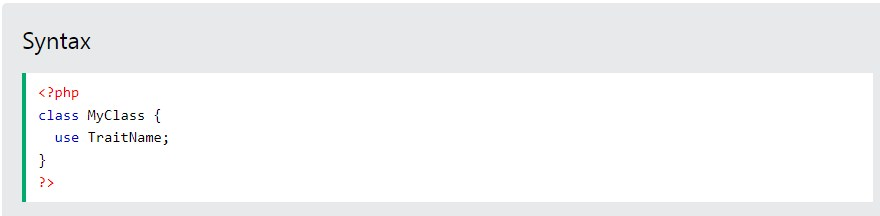 Syntax
<?php
class MyClass {
  use TraitName;
}
?>